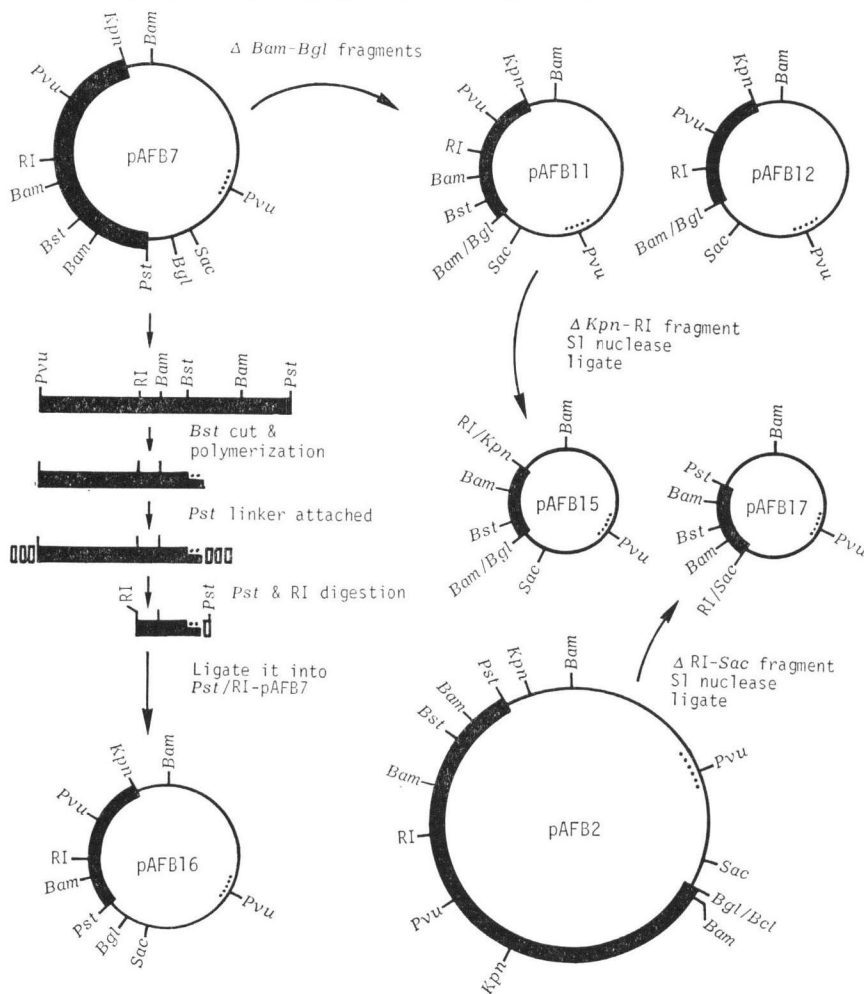 Kpn
Bam
Pvu
RI
Bam
Bst
Bam
Pst
Bgl
Sac
Pvu
pAFB7
Δ Bam-Bgl fragments
Kpn
Bam
Pvu
RI
Bam
Bst
Bam/Bgl
Sac
Pvu
pAFB11
Kpn
Bam
Pvu
RI
Bam/Bgl
Sac
Pvu
pAFB12
Pvu
RI
Bam
Bst
Bam
Pst
Bst cut &
polymerization
Pst linker attached
RI
Pst
Pst & RI digestion
Ligate it into
Pst/RI-pAFB7
Kpn
Bam
Pvu
RI
Bam
Pst
Bgl
Sac
Pvu
pAFB16
Δ Kpn-RI fragment
S1 nuclease
ligate
RI/Kpn
Bam
Bam
Bst
Bam/Bgl
Sac
Pvu
pAFB15
Bam
Pst
Bam
Bst
Bam
RI/Sac
Pvu
pAFB17
Δ RI-Sac fragment
S1 nuclease
ligate
Bam
Kpn
Pst
Bam
Bst
Bam
RI
Pvu
Kpn
Pvu
Sac
Bgl/Bcl
Bam
pAFB2